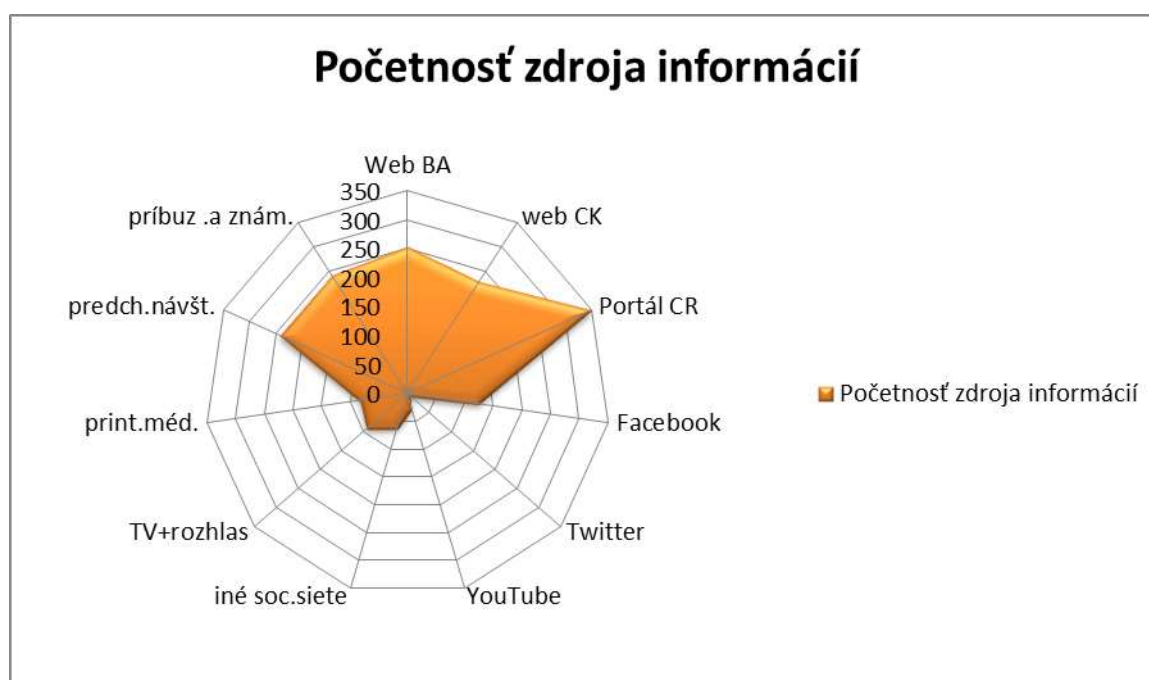 Početnosť zdroja informácií
Web BA
web CK
Portál CR
Facebook
Twitter
YouTube
iné soc.siete
TV+rozhlas
print.méd.
predch.návšt.
príbuz .a znám.
350
300
250
200
150
100
50
0
Početnosť zdroja informácií